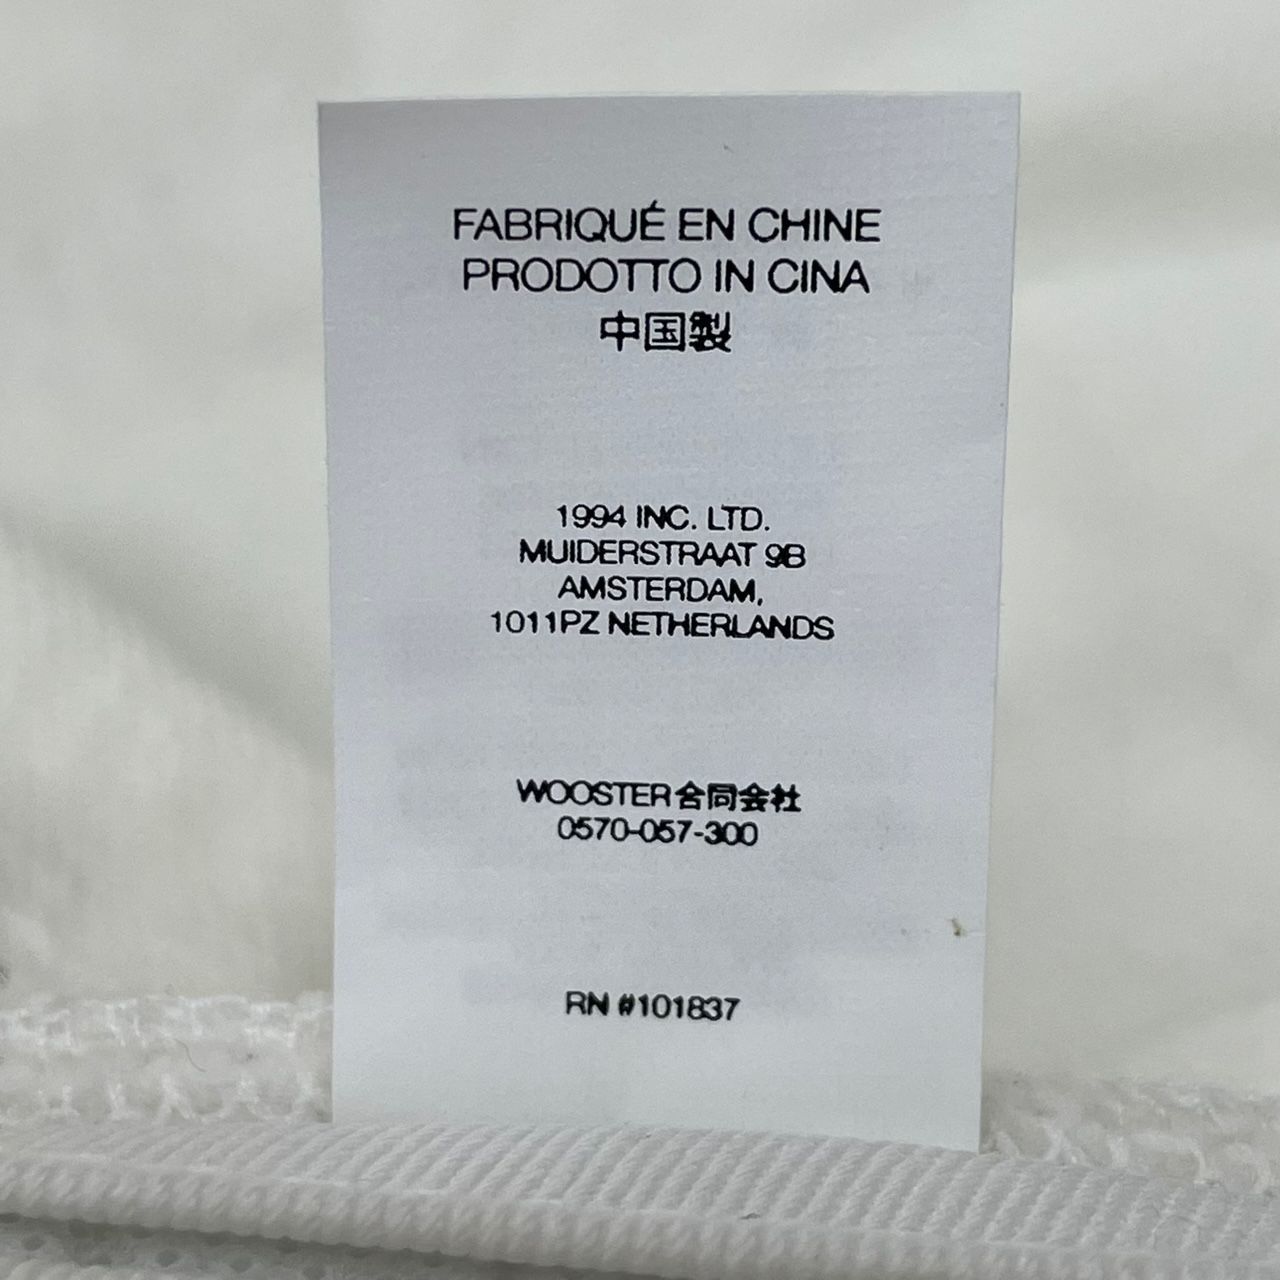 FABRIQUÉ EN CHINE
PRODOTTO IN CINA
中国製
1994 INC. LTD.
MUIDERSTRAAT 9B
AMSTERDAM,
1011PZ NETHERLANDS
WOOSTER合同会社
0570-057-300
RN #101837